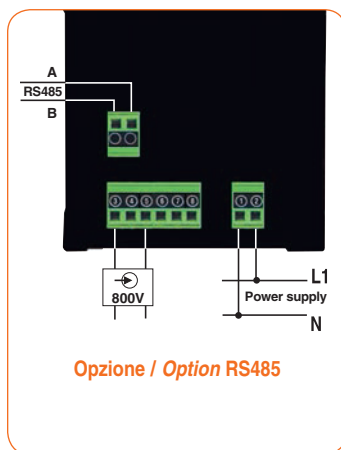 A
RS485
B
③ ④ ⑤ ⑥ ⑦ ⑧
① ②
800V
L1
Power supply
N
Opzione / Option RS485